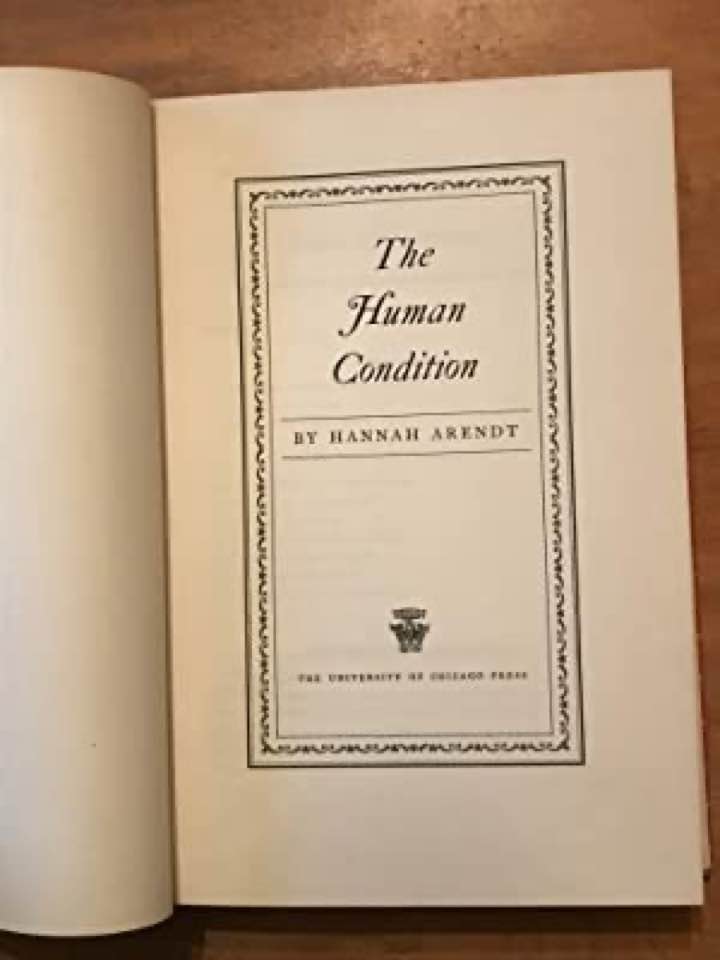 The
Human
Condition
BY HANNAH ARENDT
THE UNIVERSITY OF CHICAGO PRESS